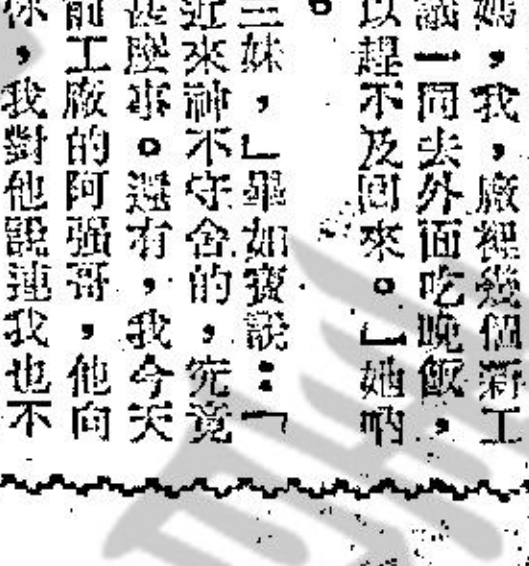 媽，我，廠裡幾個新工
議一同去外面吃晚飯，
以趕不及回來。」她吶
。
三妹，」畢如寶說：「
近來神不守舍的，究竟
甚麼事。還有，我今天
前工廠的阿强哥，他向
你，我對他說連我也不